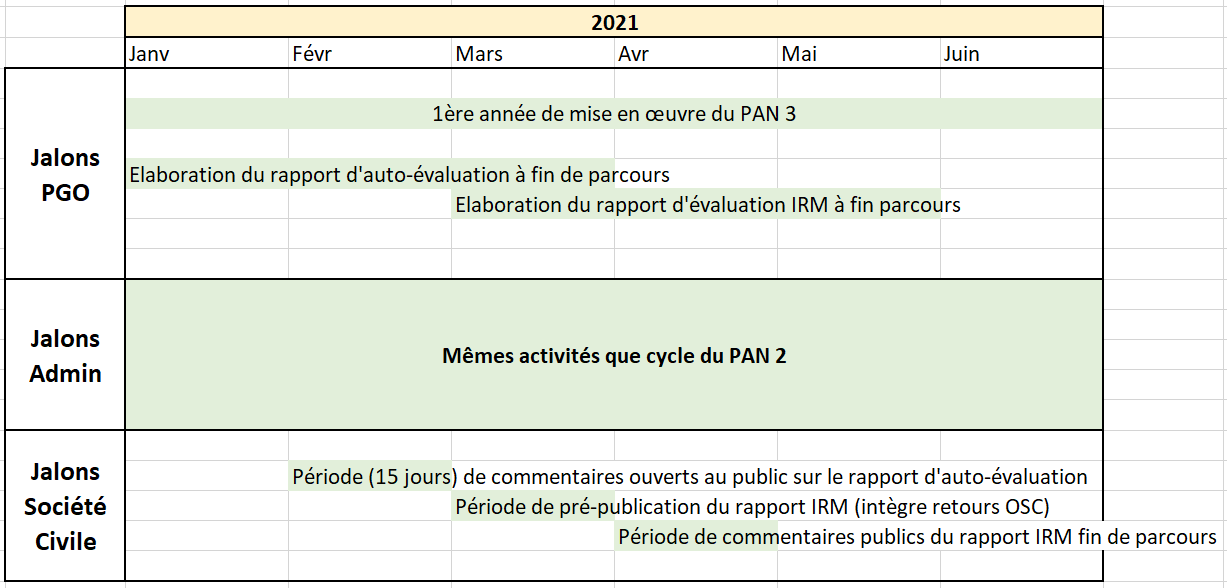 2021
Janv Févr Mars Avr Mai Juin
Jalons
PGO
1ère année de mise en œuvre du PAN 3
Elaboration du rapport d'auto-évaluation à fin de parcours
Elaboration du rapport d'évaluation IRM à fin parcours
Jalons
Admin
Mêmes activités que cycle du PAN 2
Jalons
Société
Civile
Période (15 jours) de commentaires ouverts au public sur le rapport d'auto-évaluation
Période de pré-publication du rapport IRM (intègre retours OSC)
Période de commentaires publics du rapport IRM fin de parcours